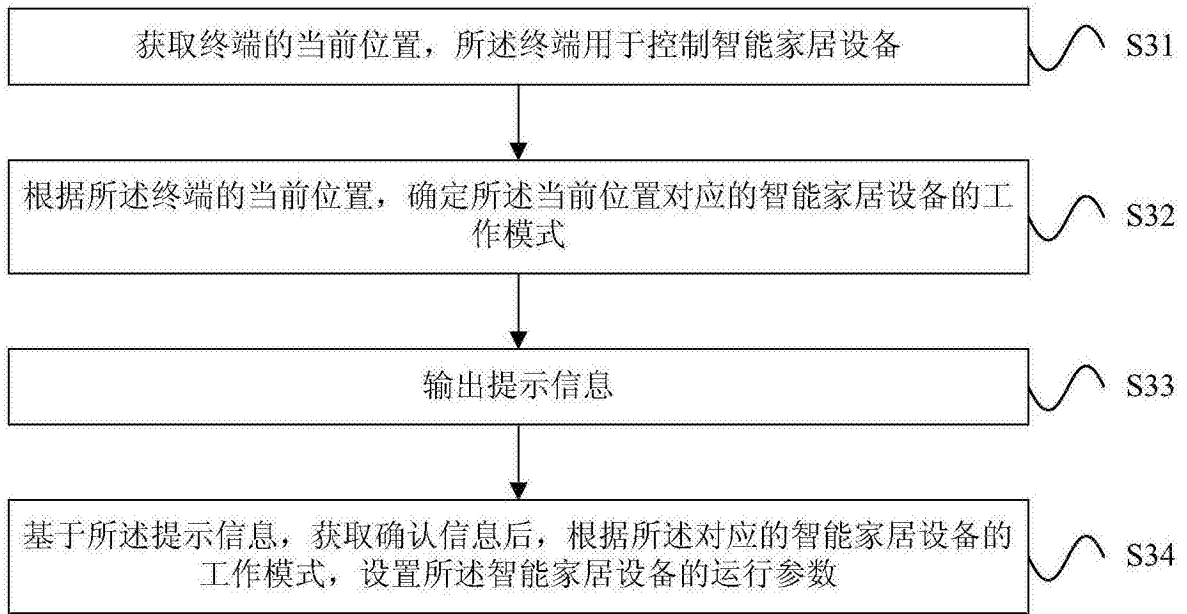 获取终端的当前位置，所述终端用于控制智能家居设备
S31
根据所述终端的当前位置，确定所述当前位置对应的智能家居设备的工
作模式
S32
输出提示信息
S33
基于所述提示信息，获取确认信息后，根据所述对应的智能家居设备的
工作模式，设置所述智能家居设备的运行参数
S34